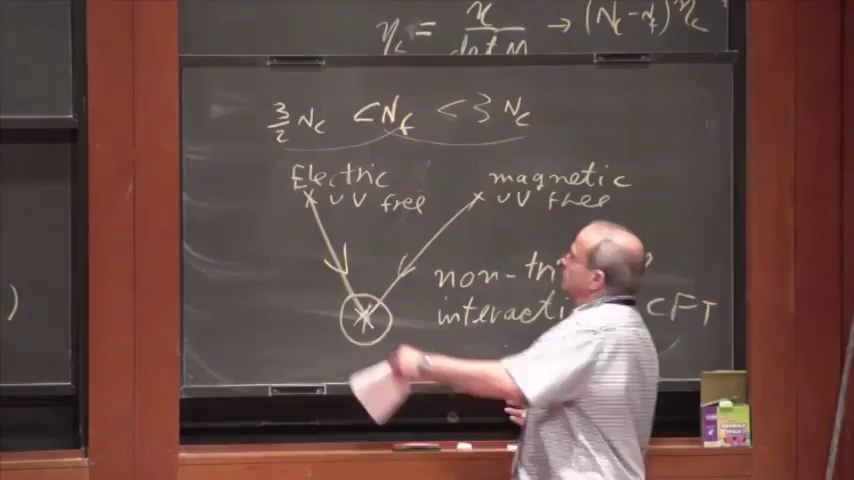 η_c = x / det M → (N_c - N_f) η_c
3/2 N_c < N_f < 3 N_c
Electric magnetic
UV free UV free
non-tri
interacti CFT
)